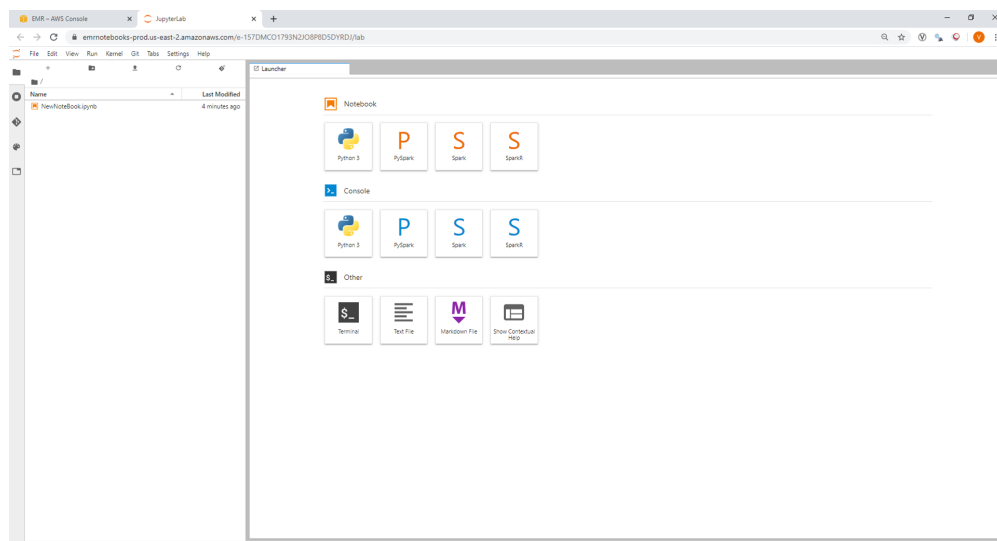 EMR – AWS Console
JupyterLab
emrnotebooks-prod.us-east-2.amazonaws.com/e-157DMCO1793N2JO8P8D5DYRDJ/lab
File Edit View Run Kernel Git Tabs Settings Help
Launcher
/
Name Last Modified
NewNoteBook.ipynb 4 minutes ago
Notebook
P S S
Python 3 PySpark Spark SparkR
Console
P S S
Python 3 PySpark Spark SparkR
$_ Other
$_ M
Terminal Text File Markdown File Show Contextual
Help